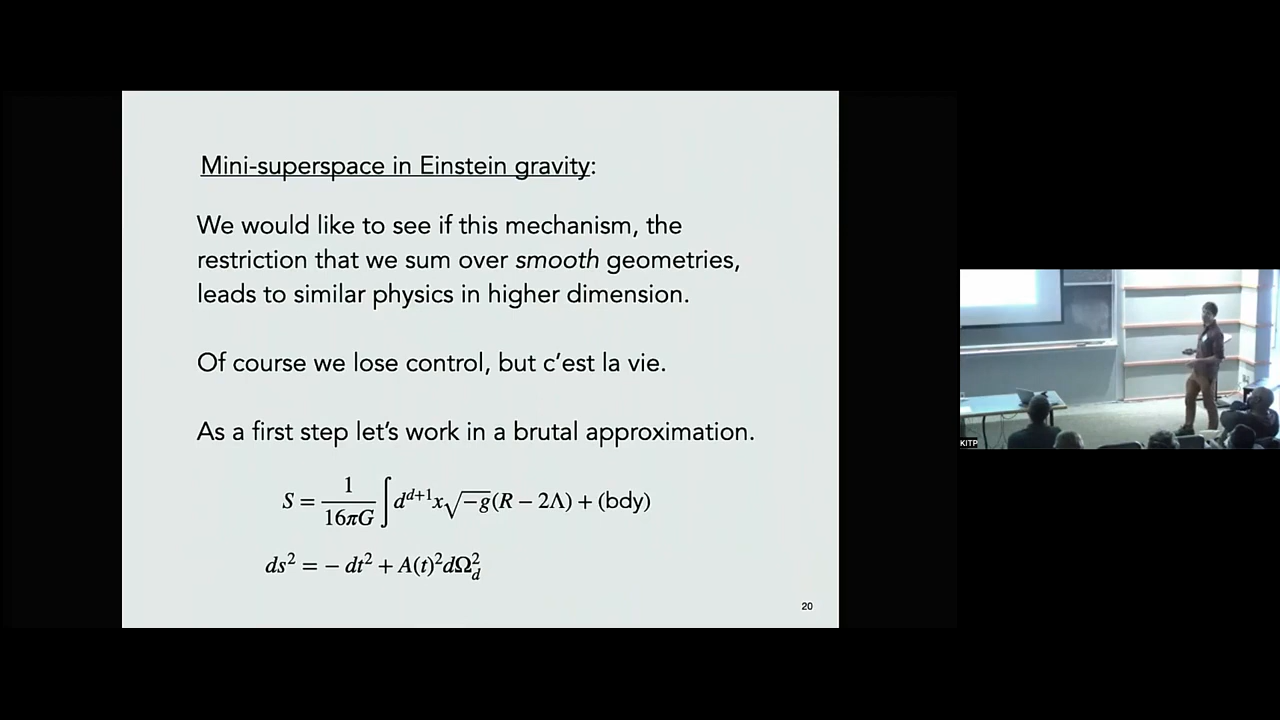 Mini-superspace in Einstein gravity:
We would like to see if this mechanism, the
restriction that we sum over smooth geometries,
leads to similar physics in higher dimension.
Of course we lose control, but c’est la vie.
As a first step let’s work in a brutal approximation.
S = \frac{1}{16πG} ∫ d^{d+1}x √{-g}(R − 2Λ) + (bdy)
ds² = − dt² + A(t)²dΩ_d²
20
KITP